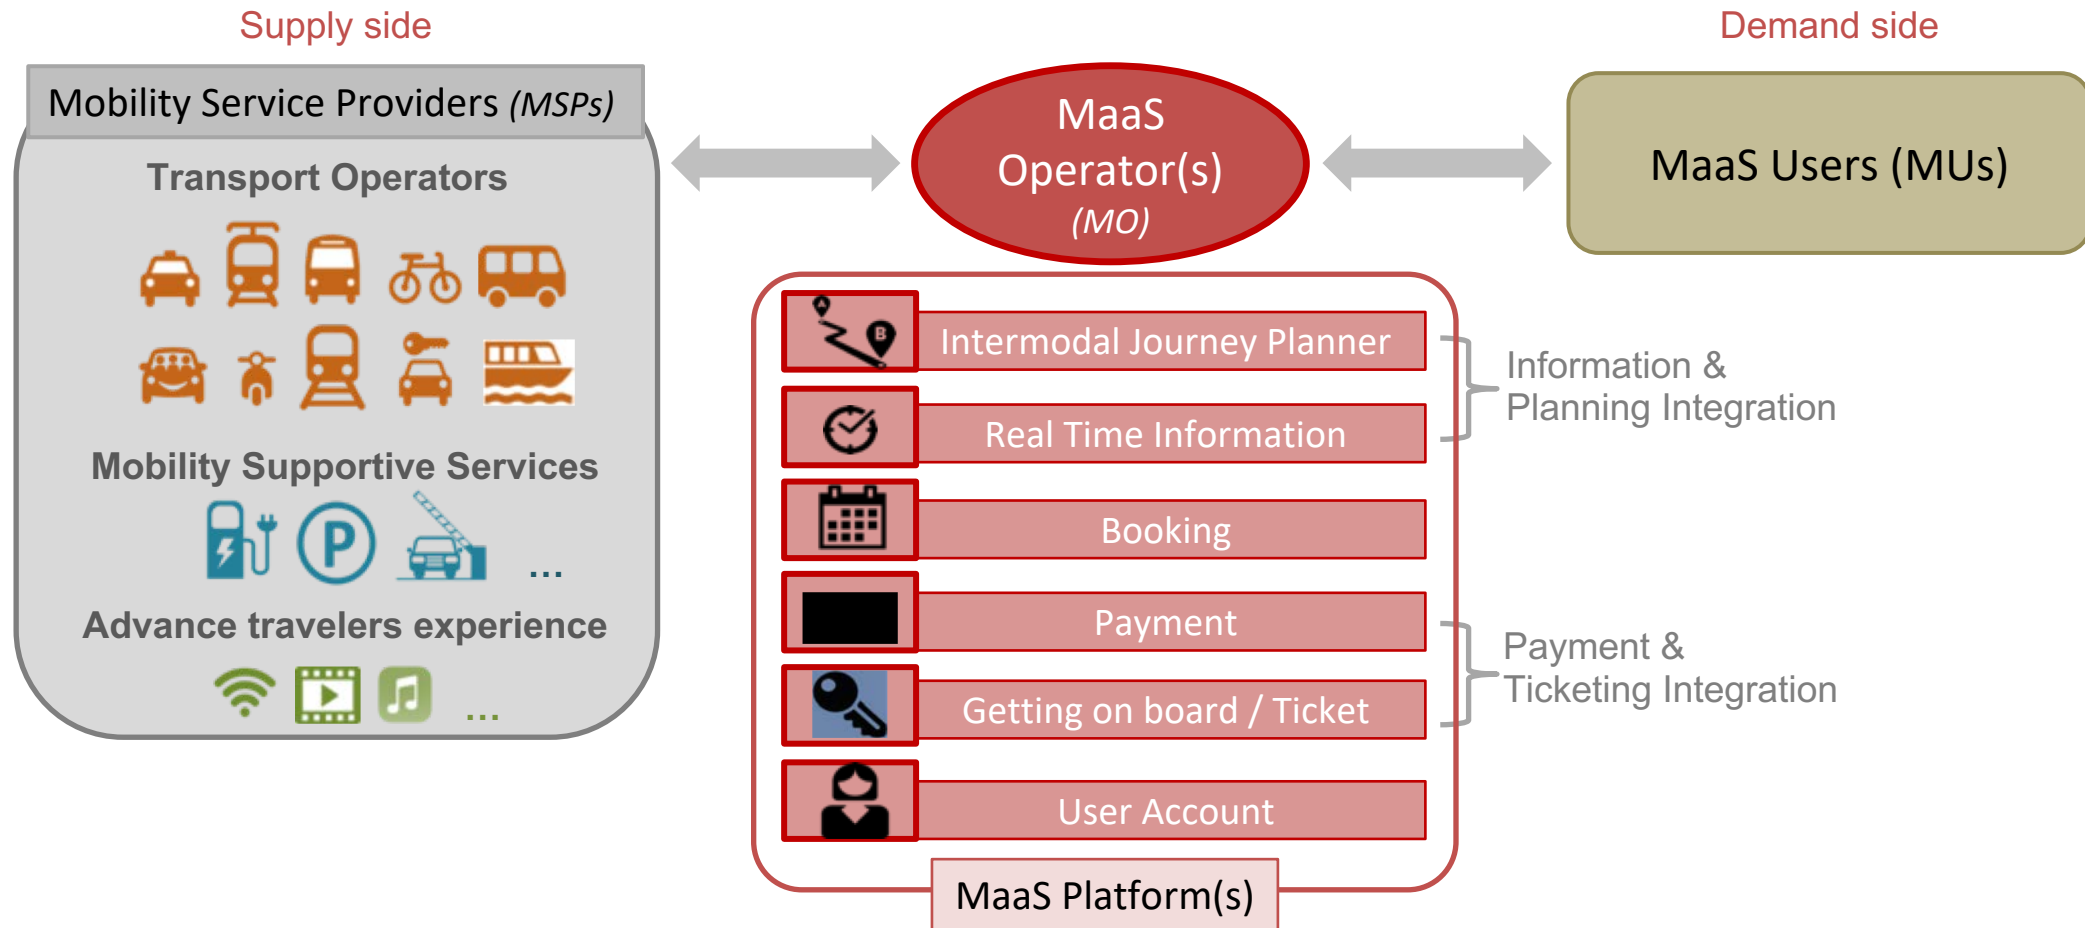 Supply side
Demand side
Mobility Service Providers (MSPs)
Transport Operators
Mobility Supportive Services
P
...
Advance travelers experience
...
MaaS
Operator(s)
(MO)
MaaS Users (MUs)
A
B
Intermodal Journey Planner
Real Time Information
Booking
Payment
Getting on board / Ticket
User Account
MaaS Platform(s)
Information &
Planning Integration
Payment &
Ticketing Integration